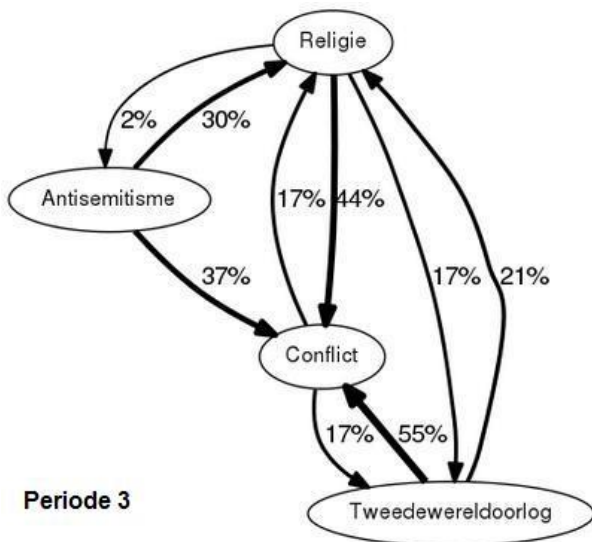 Religie
2%
30%
Antisemitisme
17%
44%
37%
17%
21%
Conflict
17%
55%
Periode 3
Tweedewereldoorlog